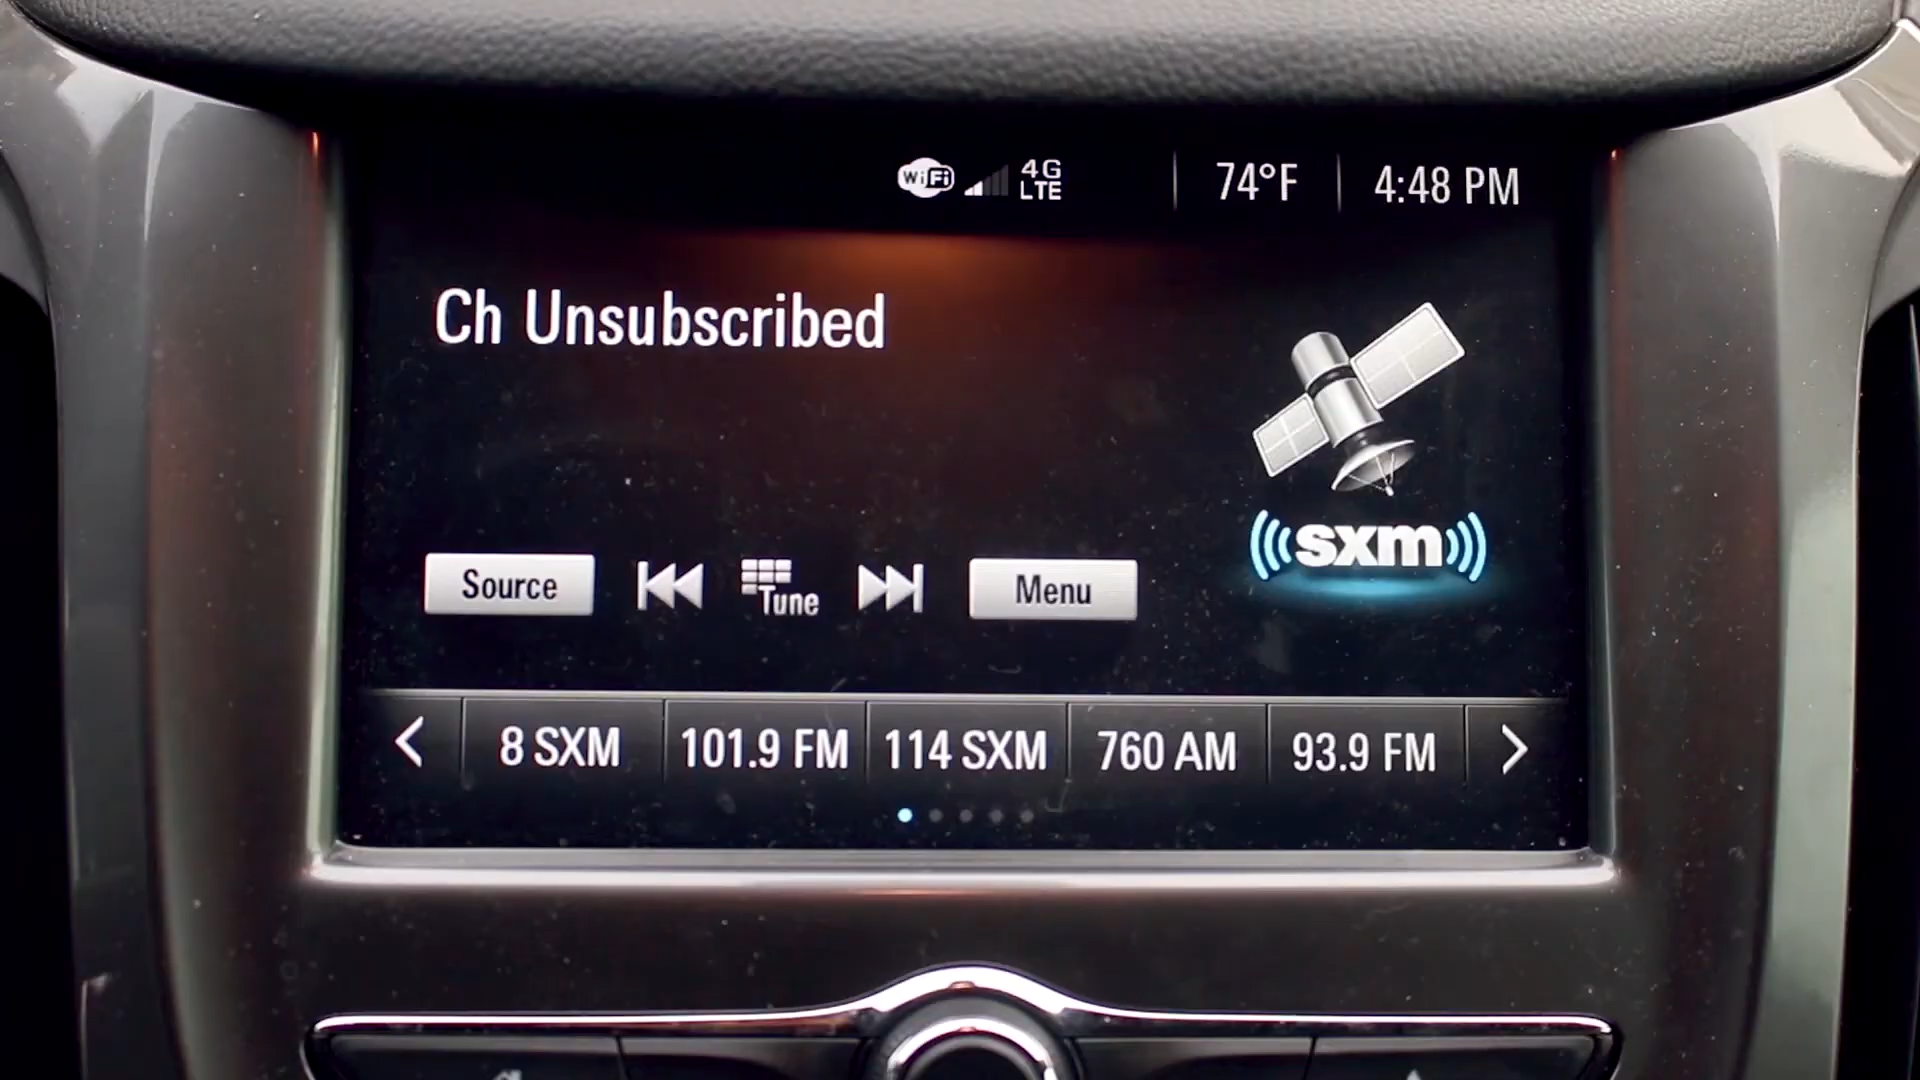 WiFi 4G LTE 74°F 4:48 PM
Ch Unsubscribed
sxm
Source Tune Menu
8 SXM 101.9 FM 114 SXM 760 AM 93.9 FM